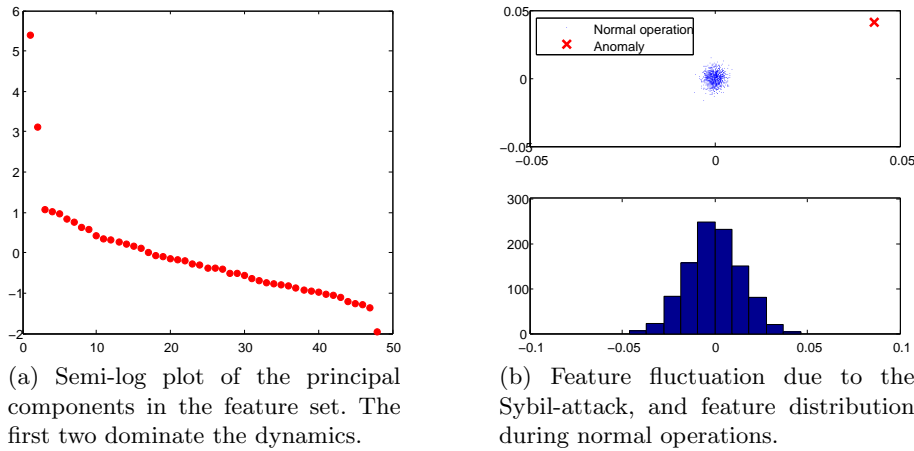 6
5
4
3
2
1
0
−1
−2
0 10 20 30 40 50
(a) Semi-log plot of the principal
components in the feature set. The
first two dominate the dynamics.
0.05
0
−0.05
−0.05 0 0.05
Normal operation
Anomaly
300
200
100
0
−0.1 −0.05 0 0.05 0.1
(b) Feature fluctuation due to the
Sybil-attack, and feature distribution
during normal operations.